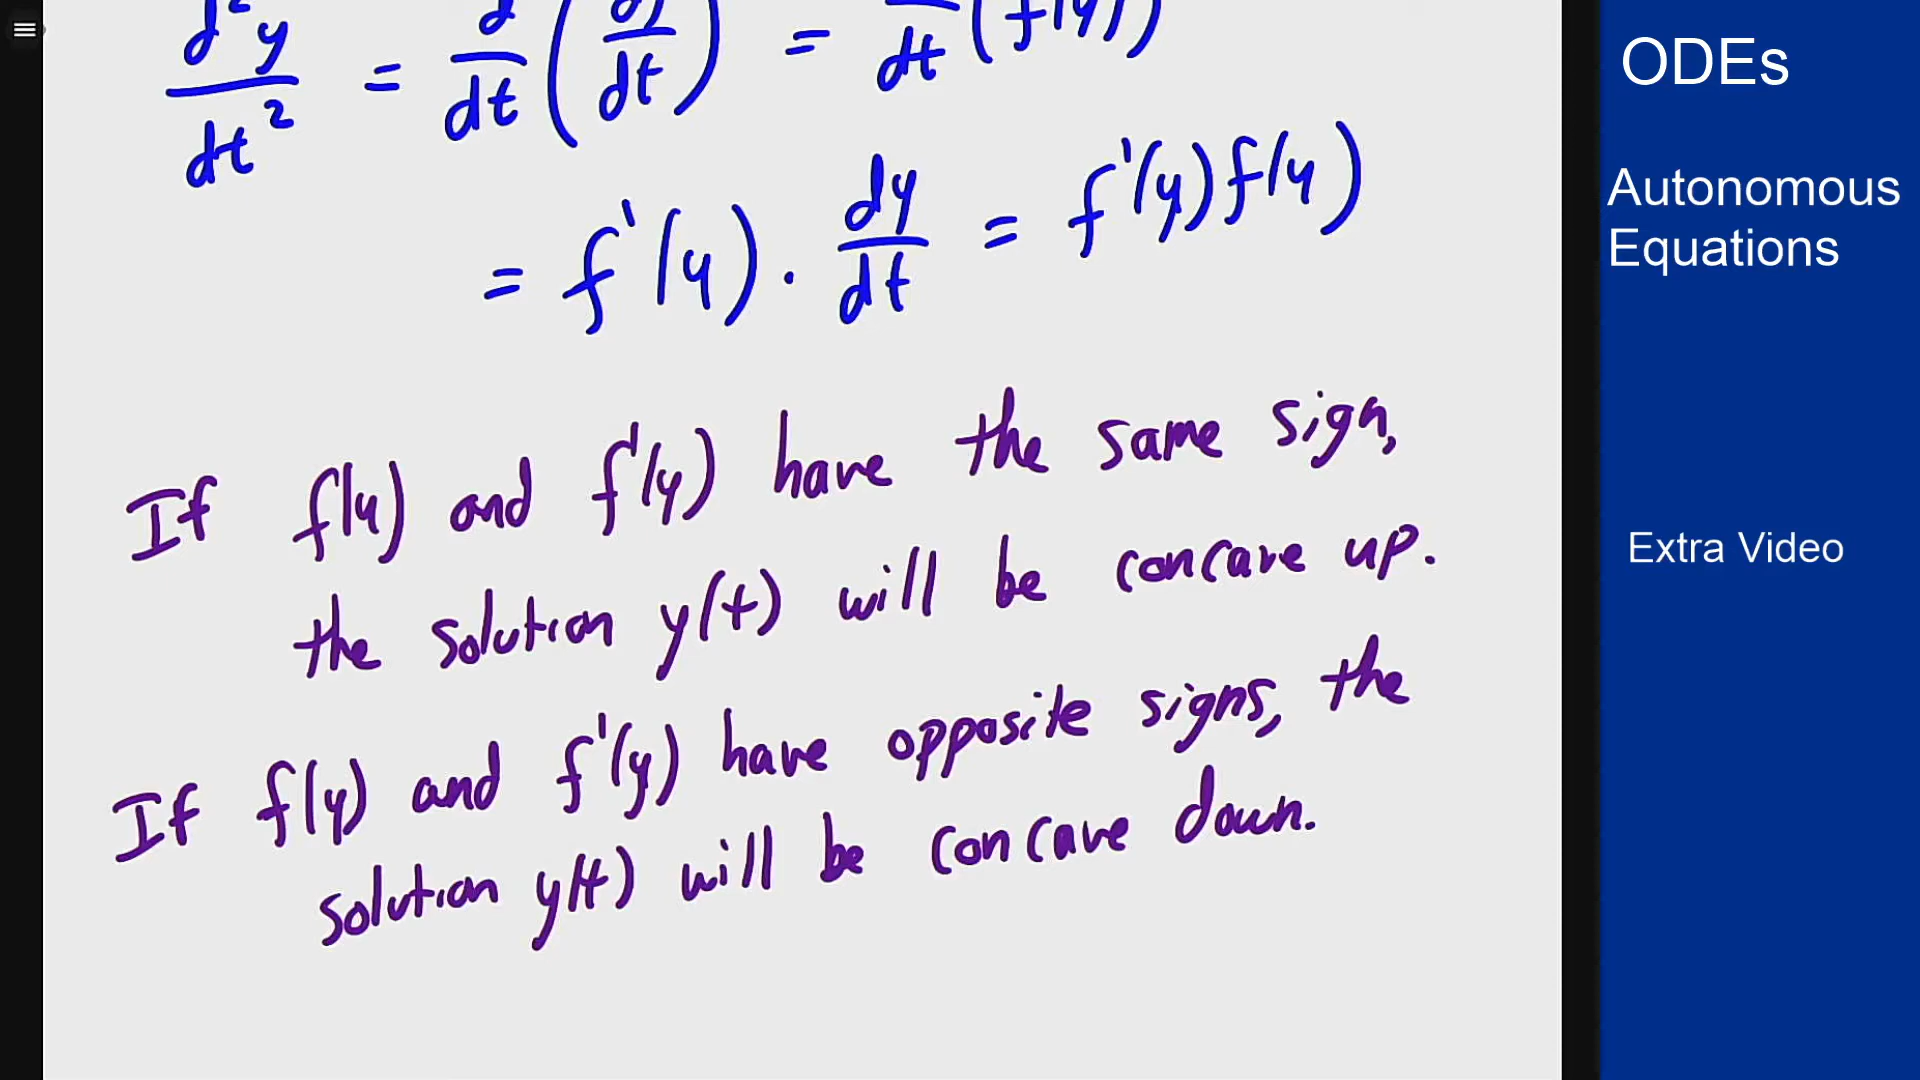 d²y/dt² = d/dt (dy/dt) = d/dt (f(y))
= f'(y) · dy/dt = f'(y) f(y)
If f(y) and f'(y) have the same sign,
the solution y(t) will be concave up.
If f(y) and f'(y) have opposite signs, the
solution y(t) will be concave down.
ODEs
Autonomous
Equations
Extra Video